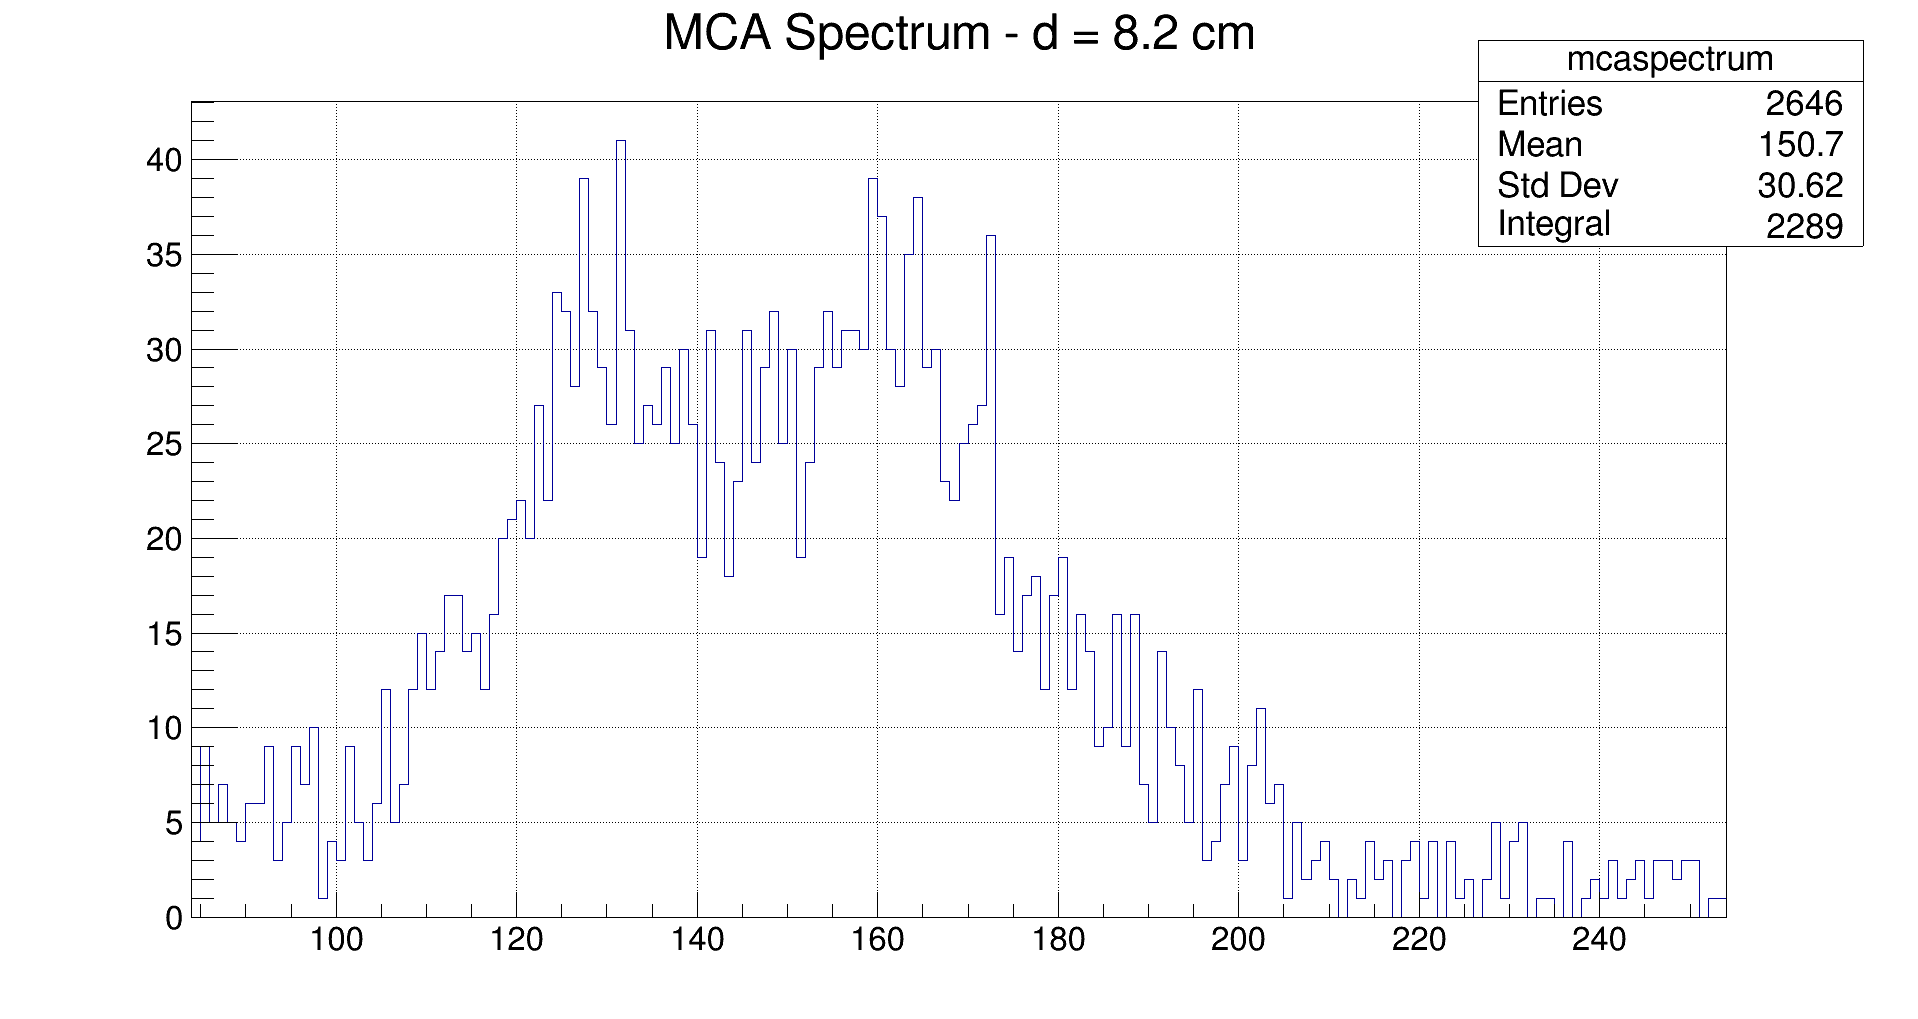 MCA Spectrum - d = 8.2 cm
mcaspectrum
Entries 2646
Mean 150.7
Std Dev 30.62
Integral 2289
40
35
30
25
20
15
10
5
0
100 120 140 160 180 200 220 240